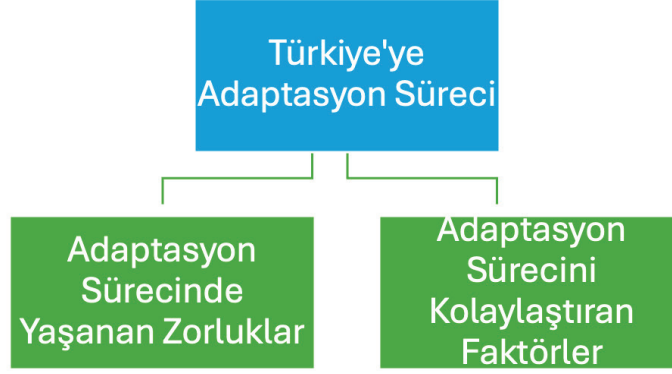 Türkiye'ye
Adaptasyon Süreci
Adaptasyon
Sürecinde
Yaşanan Zorluklar
Adaptasyon
Sürecini
Kolaylaştıran
Faktörler